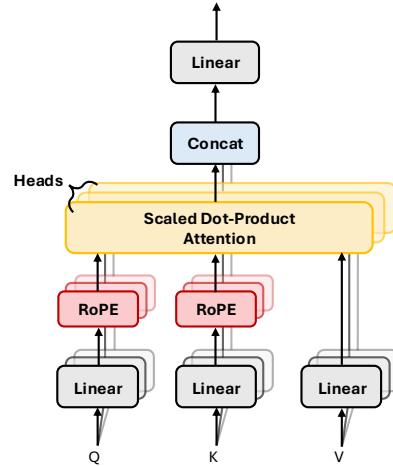 Linear
Concat
Heads
Scaled Dot-Product
Attention
RoPE RoPE
Linear Linear Linear
Q K V